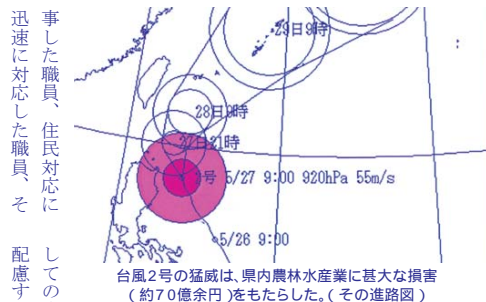 事した職員、住民対応に
迅速に対応した職員、そ
しての
配慮す
29日9時
28日9時
27日21時
号 5/27 9:00 920hPa 55m/s
5/26 9:00
台風2号の猛威は、県内農林水産業に甚大な損害
（約70億余円）をもたらした。（その進路図）